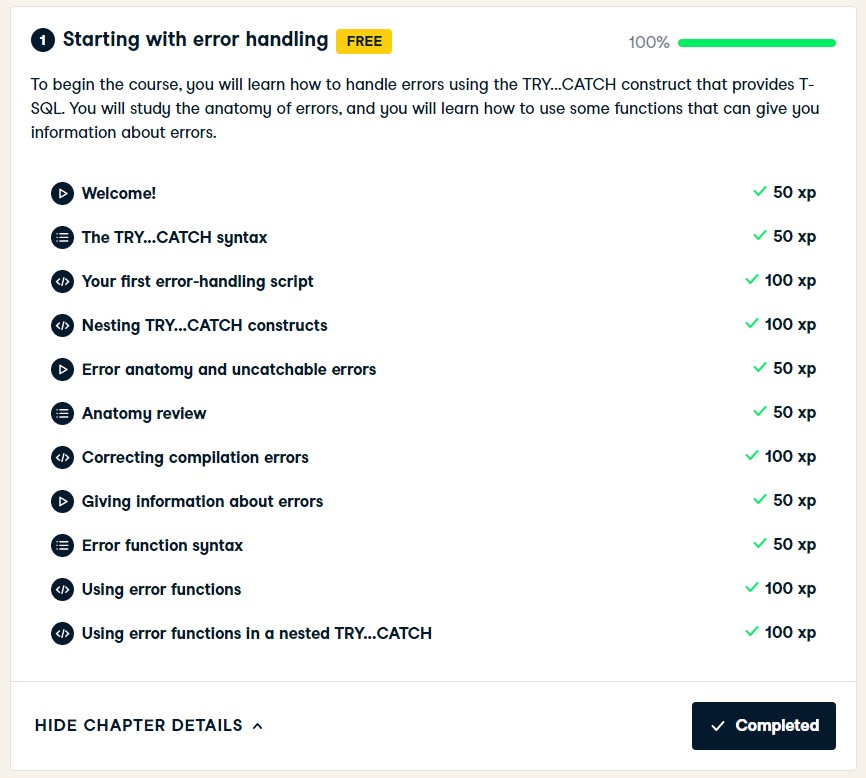 1 Starting with error handling FREE 100%
To begin the course, you will learn how to handle errors using the TRY...CATCH construct that provides T-
SQL. You will study the anatomy of errors, and you will learn how to use some functions that can give you
information about errors.
Welcome! 50 xp
The TRY...CATCH syntax 50 xp
Your first error-handling script 100 xp
Nesting TRY...CATCH constructs 100 xp
Error anatomy and uncatchable errors 50 xp
Anatomy review 50 xp
Correcting compilation errors 100 xp
Giving information about errors 50 xp
Error function syntax 50 xp
Using error functions 100 xp
Using error functions in a nested TRY...CATCH 100 xp
HIDE CHAPTER DETAILS Completed